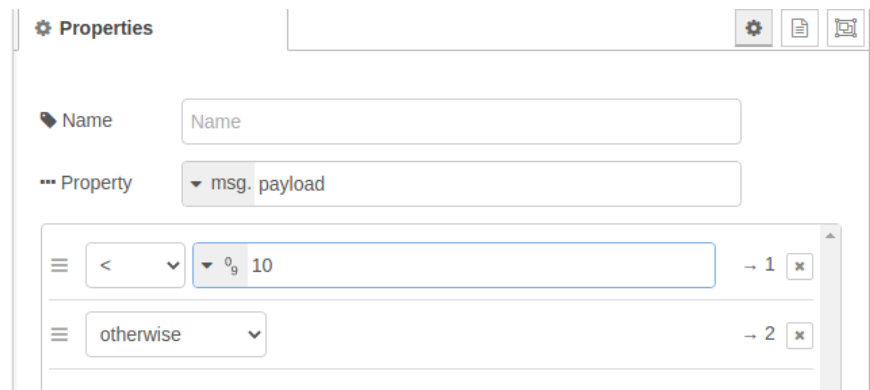 Properties
Name Name
Property msg. payload
< 09 10 → 1
otherwise → 2